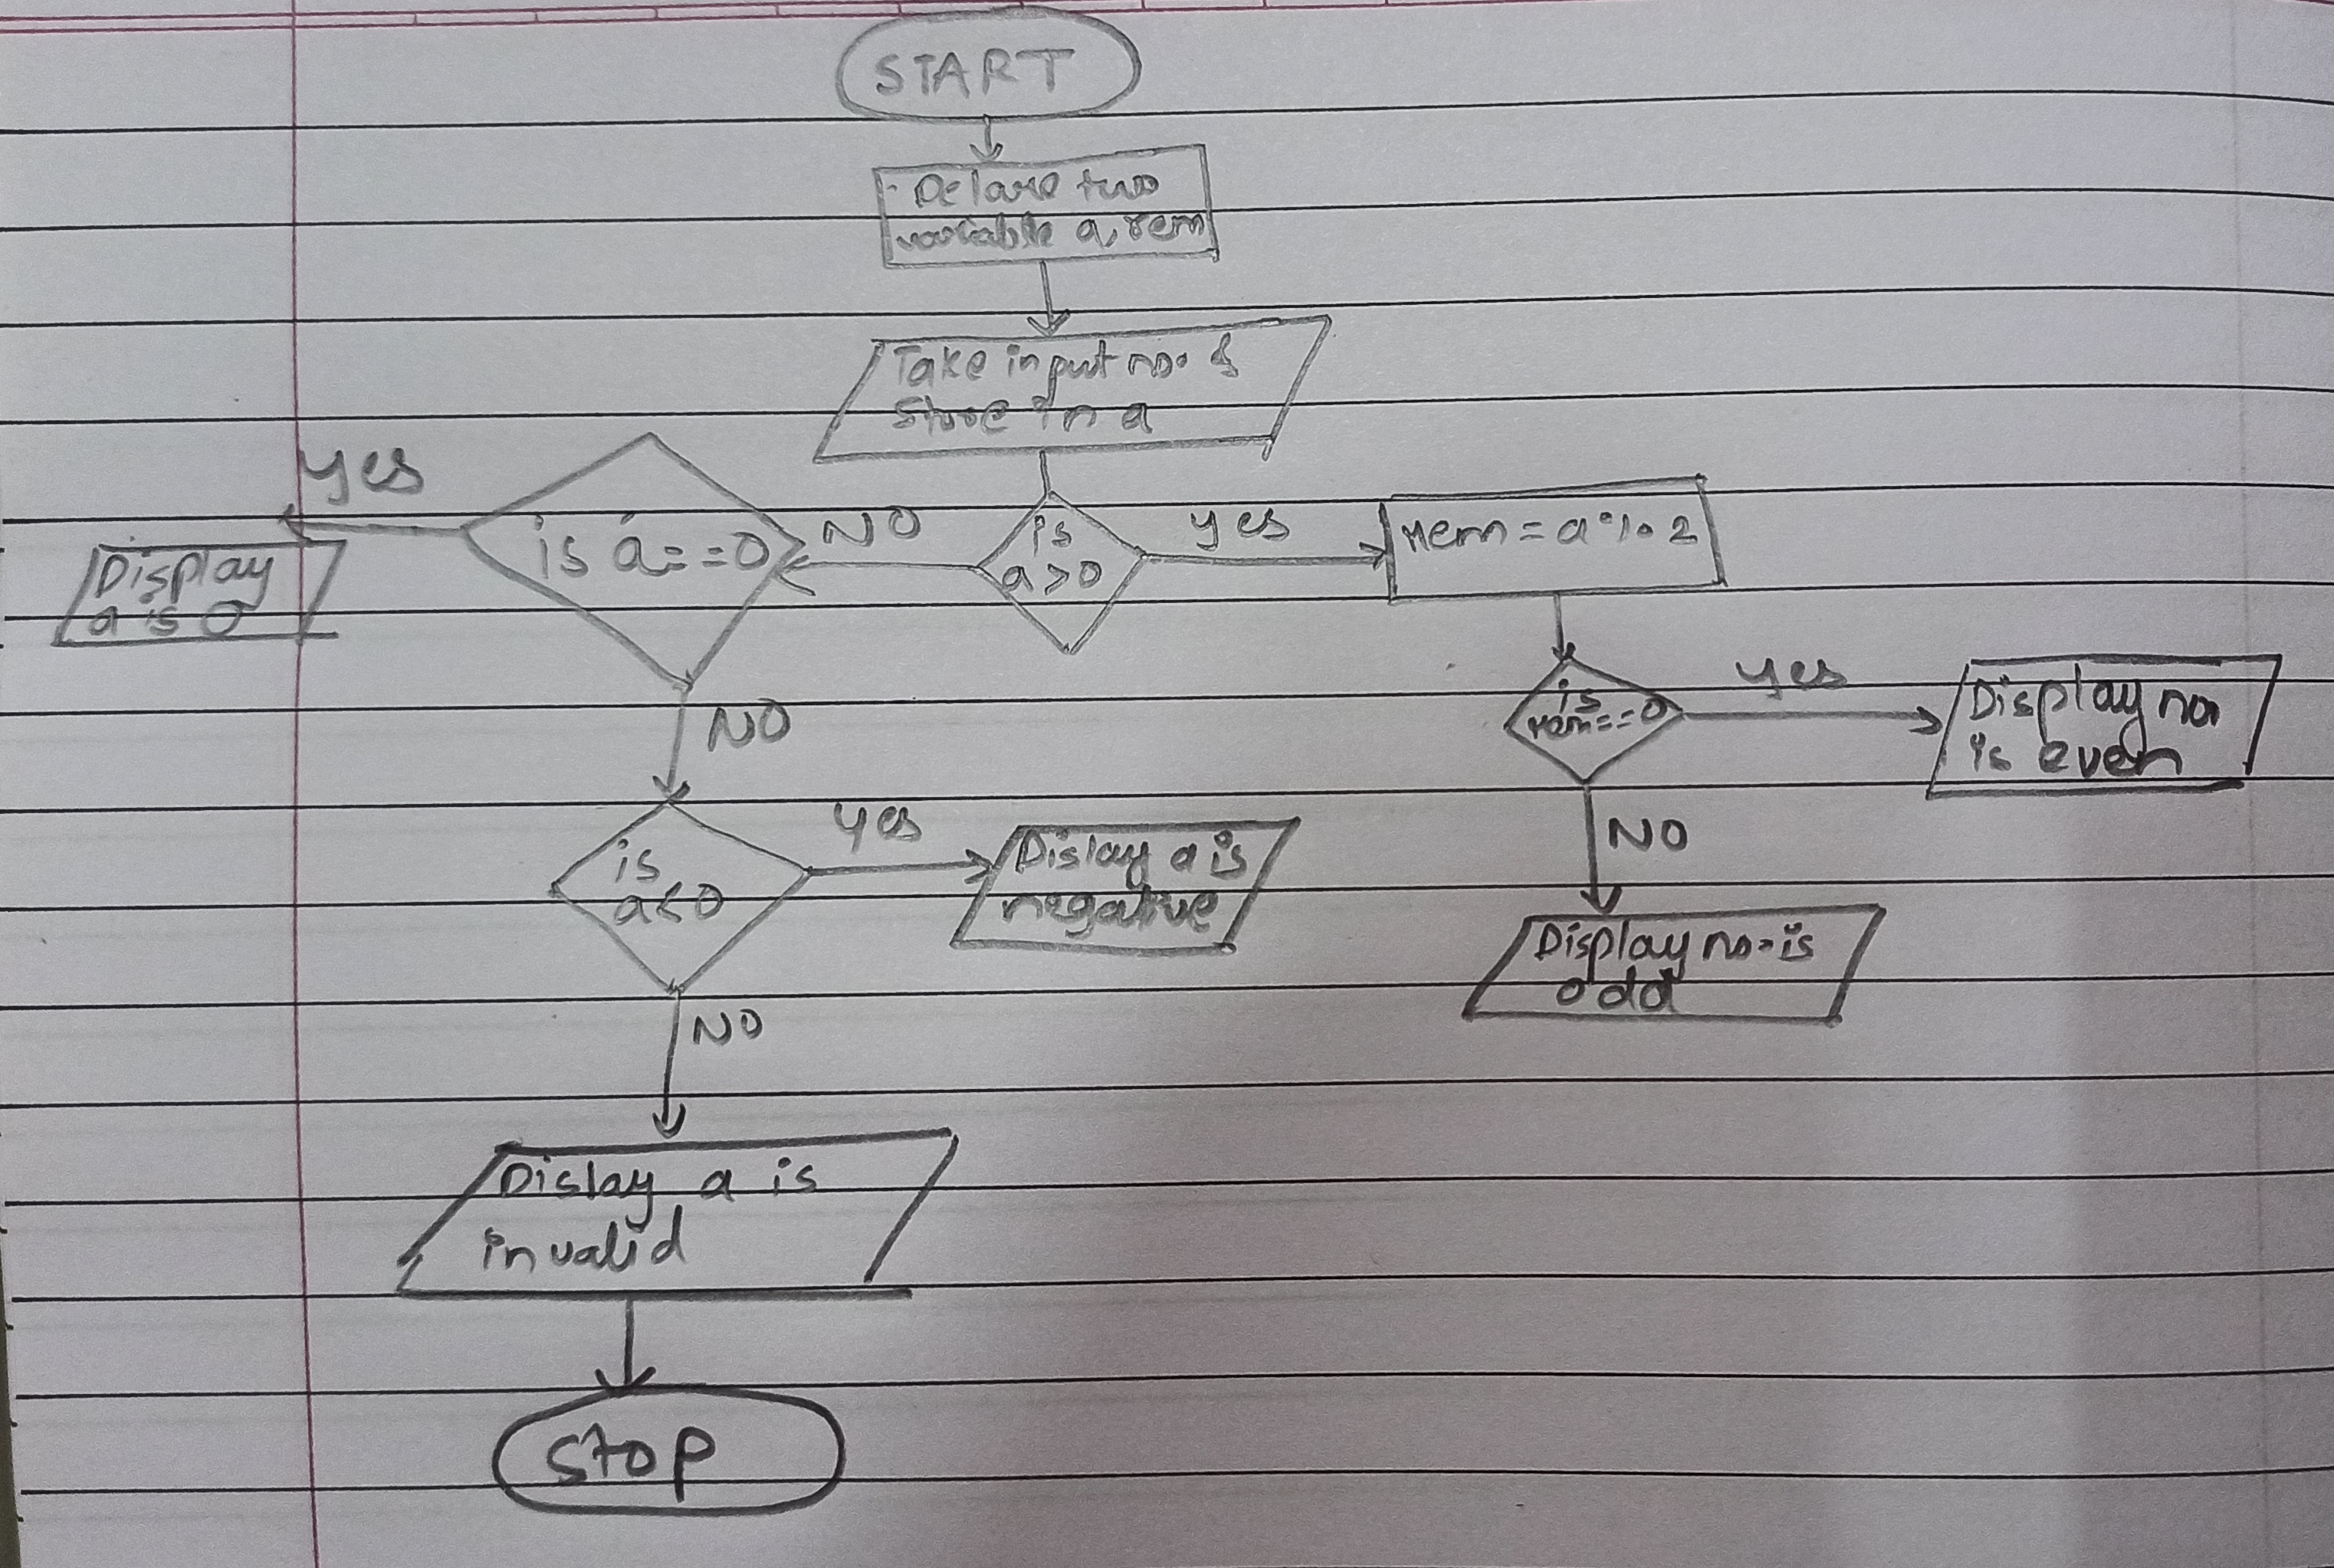 START
Delare two
variable a, rem
Take input no. &
store in a
yes
is a==0
NO
is
a>0
yes
rem = a % 2
Display
a is 0
NO
is
rem==0
yes
Display no.
is even
is
a<0
yes
Dislay a is
negative
NO
Display no. is
odd
NO
Dislay a is
invalid
Stop